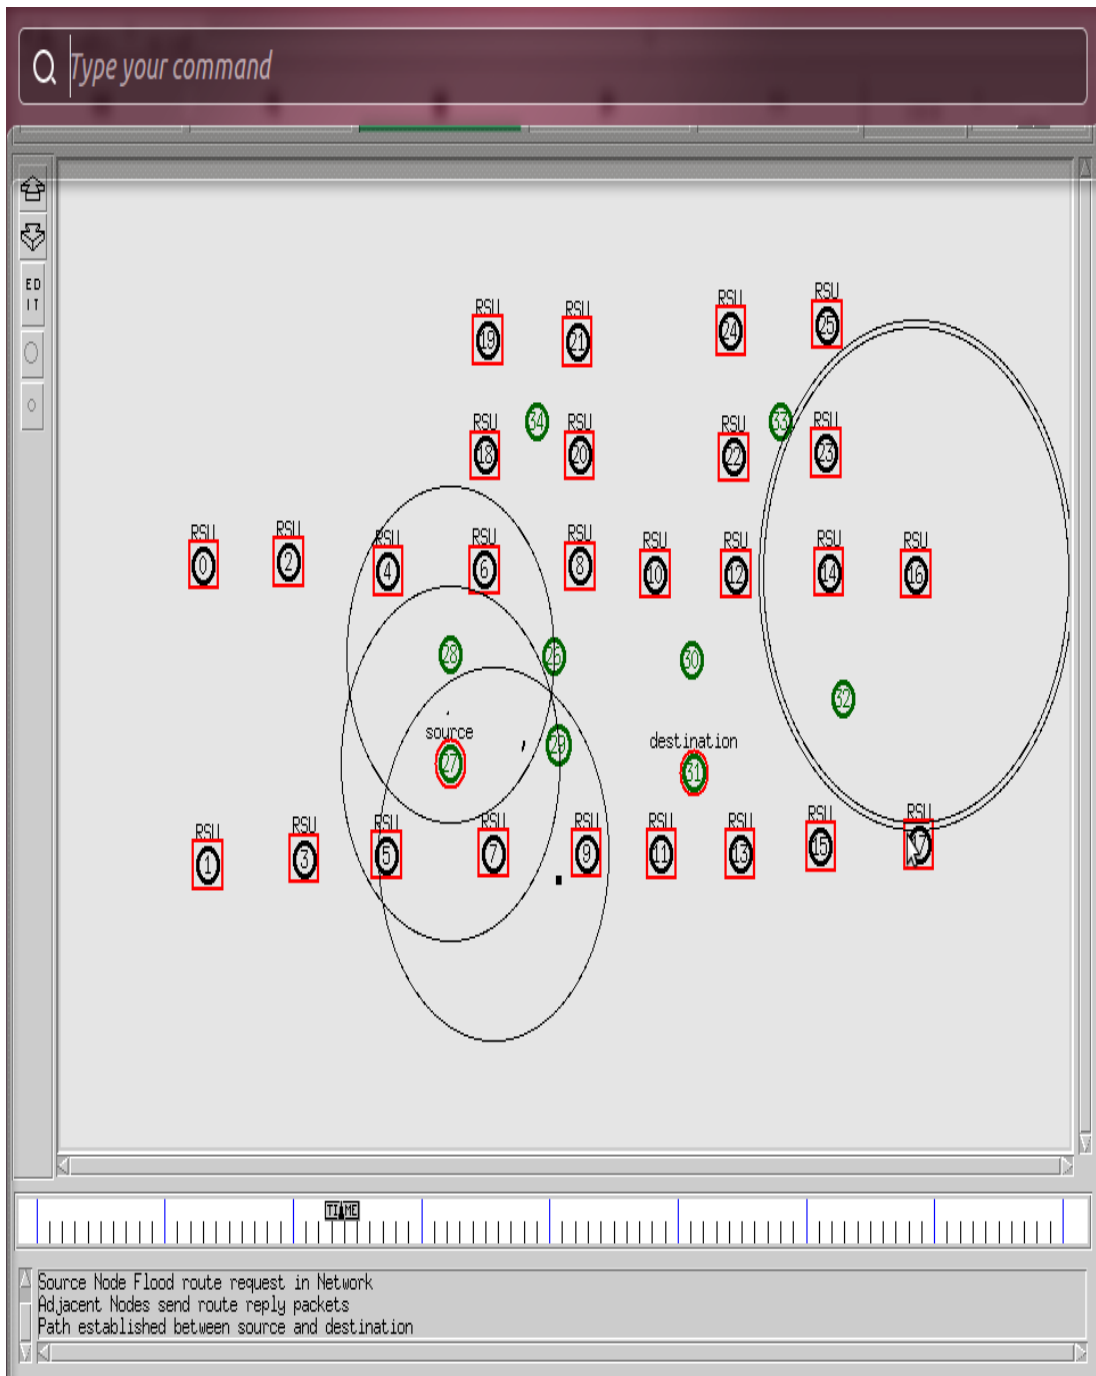 Type your command
ED
IT
RSU
25
RSU
24
RSU
19
RSU
21
34
33
RSU
18
RSU
20
RSU
22
RSU
23
RSU
0
RSU
2
RSU
4
RSU
6
RSU
8
RSU
10
RSU
12
RSU
14
RSU
16
28
26
30
32
source
27
29
destination
31
RSU
1
RSU
3
RSU
5
RSU
7
RSU
9
RSU
11
RSU
13
RSU
15
RSU
TIME
Source Node Flood route request in Network
Adjacent Nodes send route reply packets
Path established between source and destination